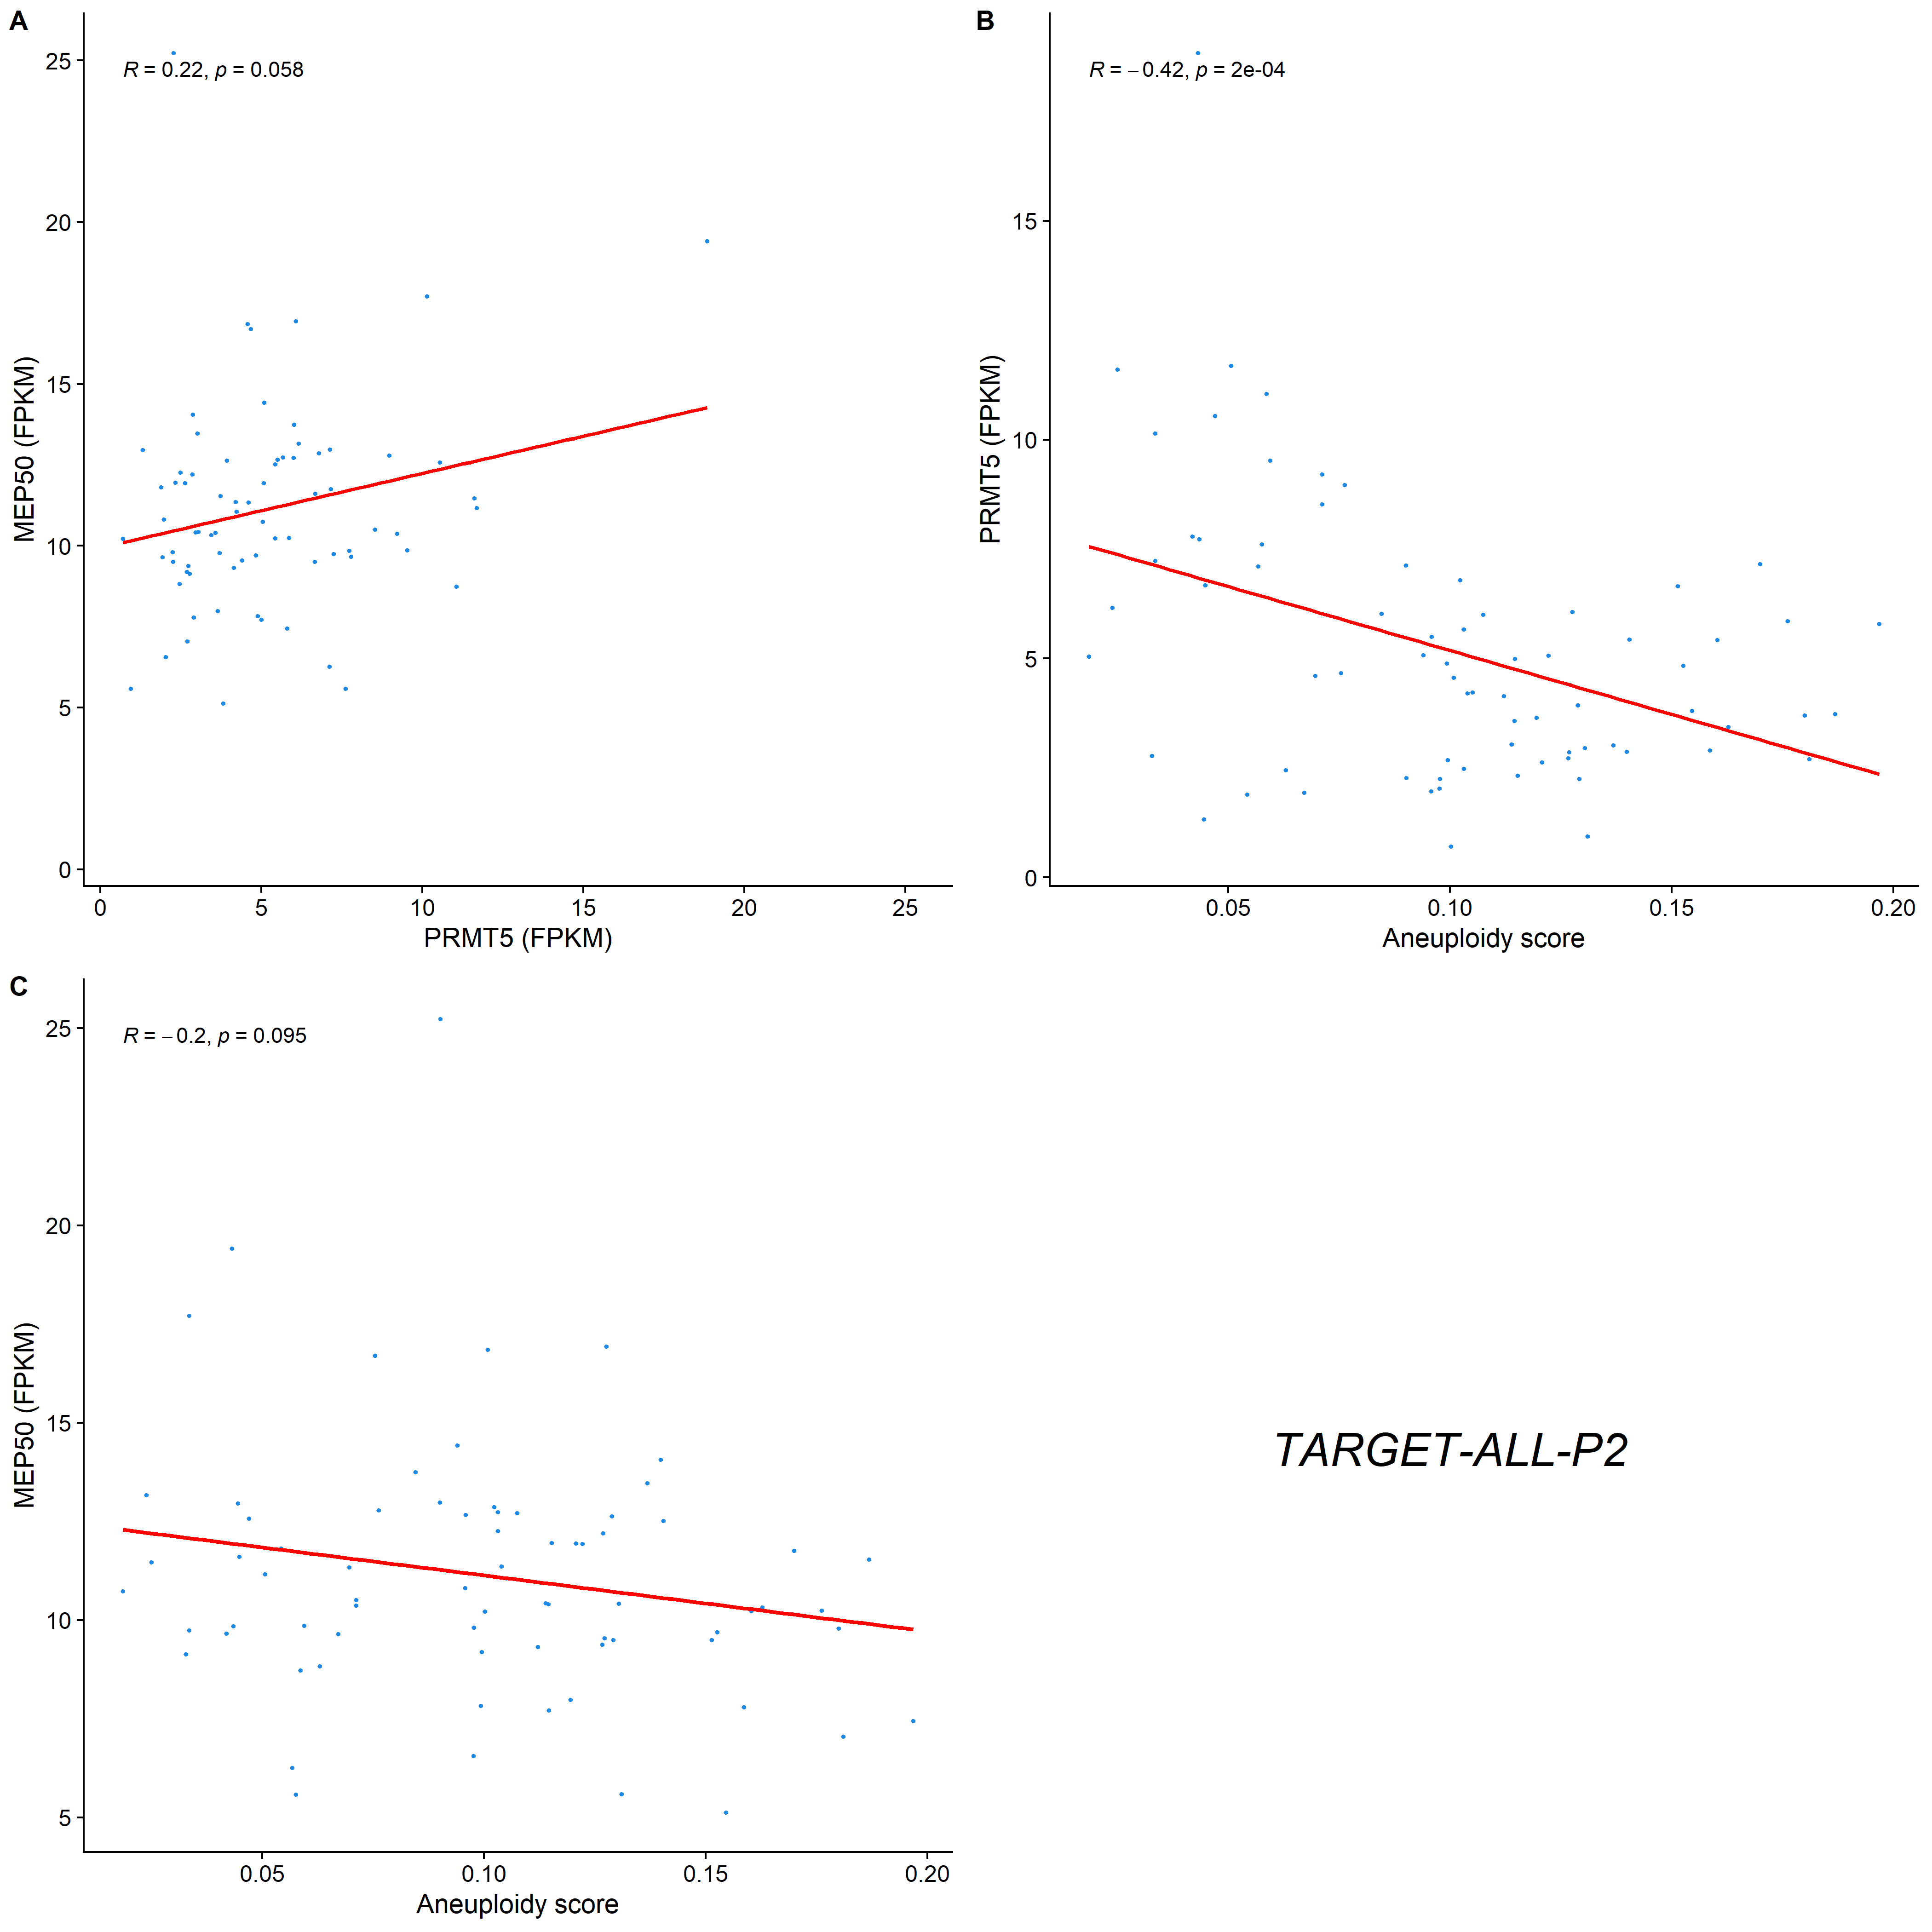 A
R = 0.22, p = 0.058
25
20
15
10
5
0
MEP50 (FPKM)
0 5 10 15 20 25
PRMT5 (FPKM)
B
R = −0.42, p = 2e-04
15
10
5
0
PRMT5 (FPKM)
0.05 0.10 0.15 0.20
Aneuploidy score
C
R = −0.2, p = 0.095
25
20
15
10
5
MEP50 (FPKM)
0.05 0.10 0.15 0.20
Aneuploidy score
TARGET-ALL-P2